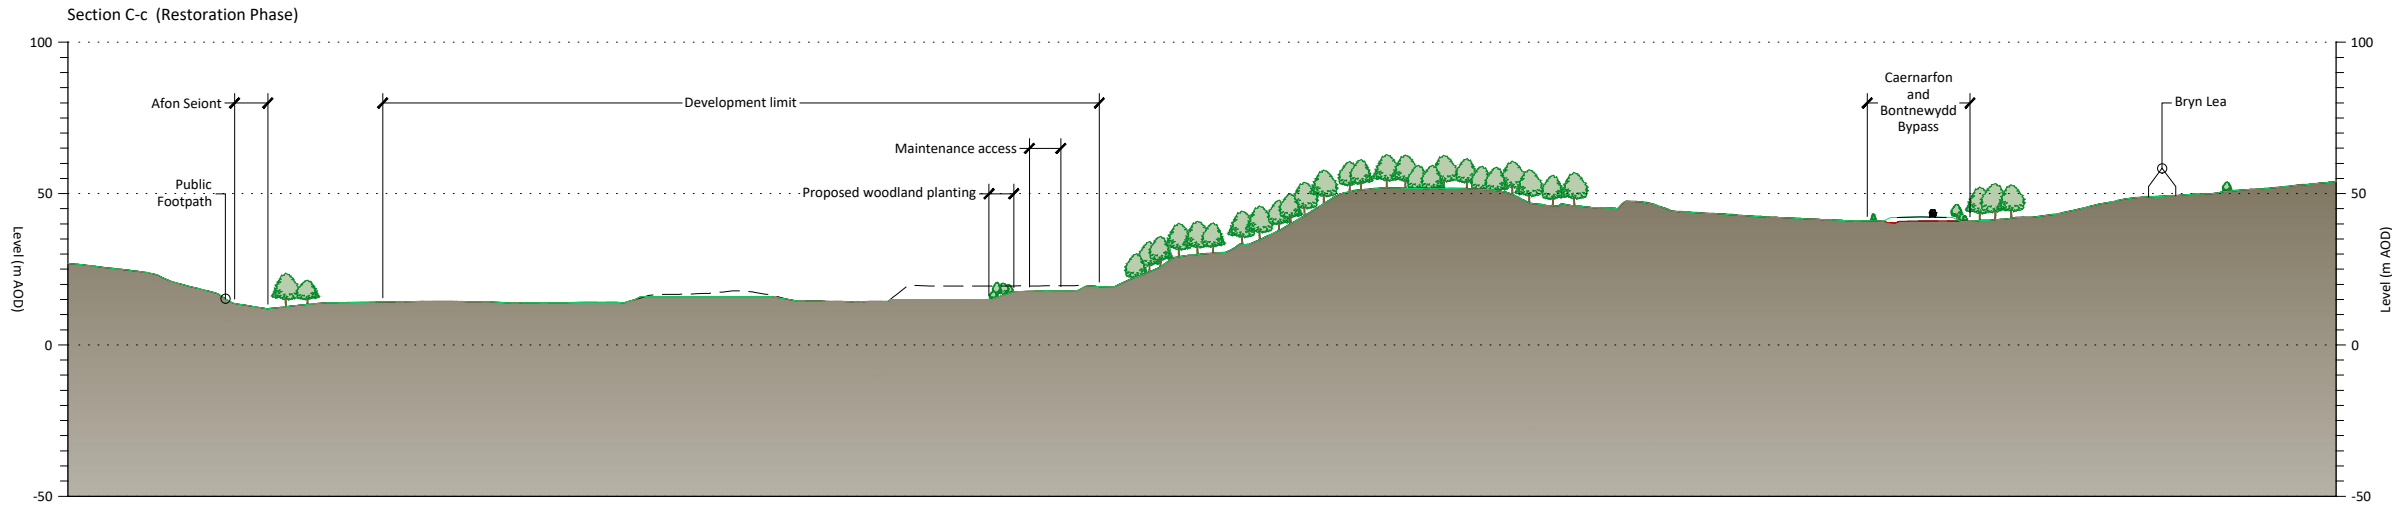 Section C-c (Restoration Phase)
100
100
Caernarfon
and
Bontnewydd
Bypass
Afon Seiont
Development limit
Bryn Lea
Maintenance access
Public
Footpath
Proposed woodland planting
50
50
Level (m AOD)
Level (m AOD)
0
0
-50
-50